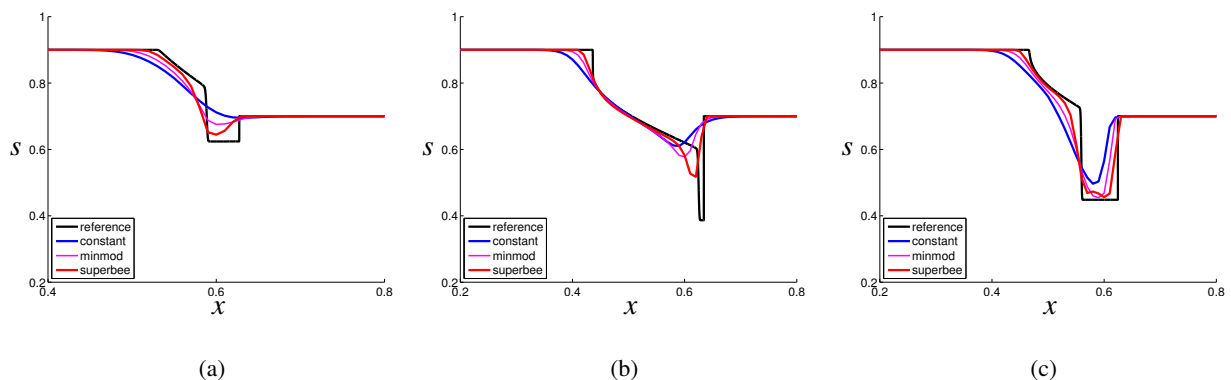 1
0.8
s
0.6
0.4
0.2
0.4
0.6
0.8
x
reference
constant
minmod
superbee
(a)
1
0.8
s
0.6
0.4
0.2
0.2
0.4
0.6
0.8
x
reference
constant
minmod
superbee
(b)
1
0.8
s
0.6
0.4
0.2
0.2
0.4
0.6
0.8
x
reference
constant
minmod
superbee
(c)